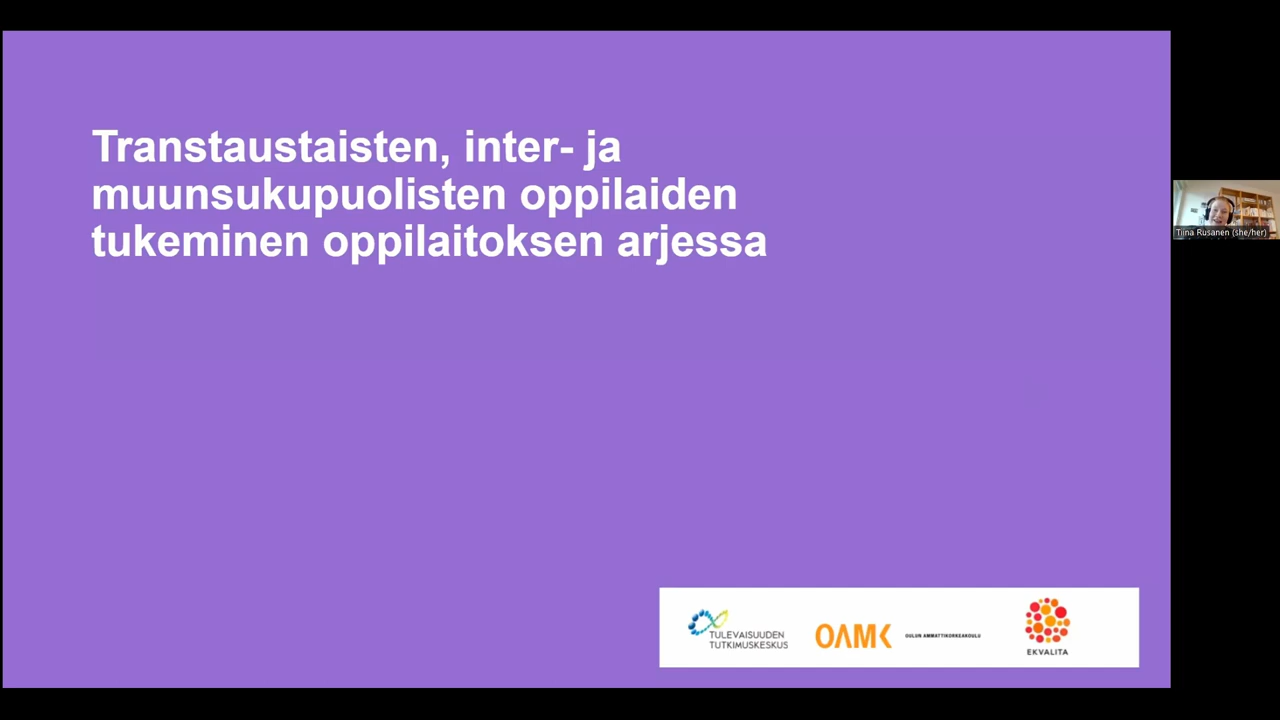 Transtaustaisten, inter- ja
muunsukupuolisten oppilaiden
tukeminen oppilaitoksen arjessa
Tiina Rusanen (she/her)
TULEVAISUUDEN
TUTKIMUSKESKUS
OAMK
OULUN AMMATTIKORKEAKOULU
EKVALITA